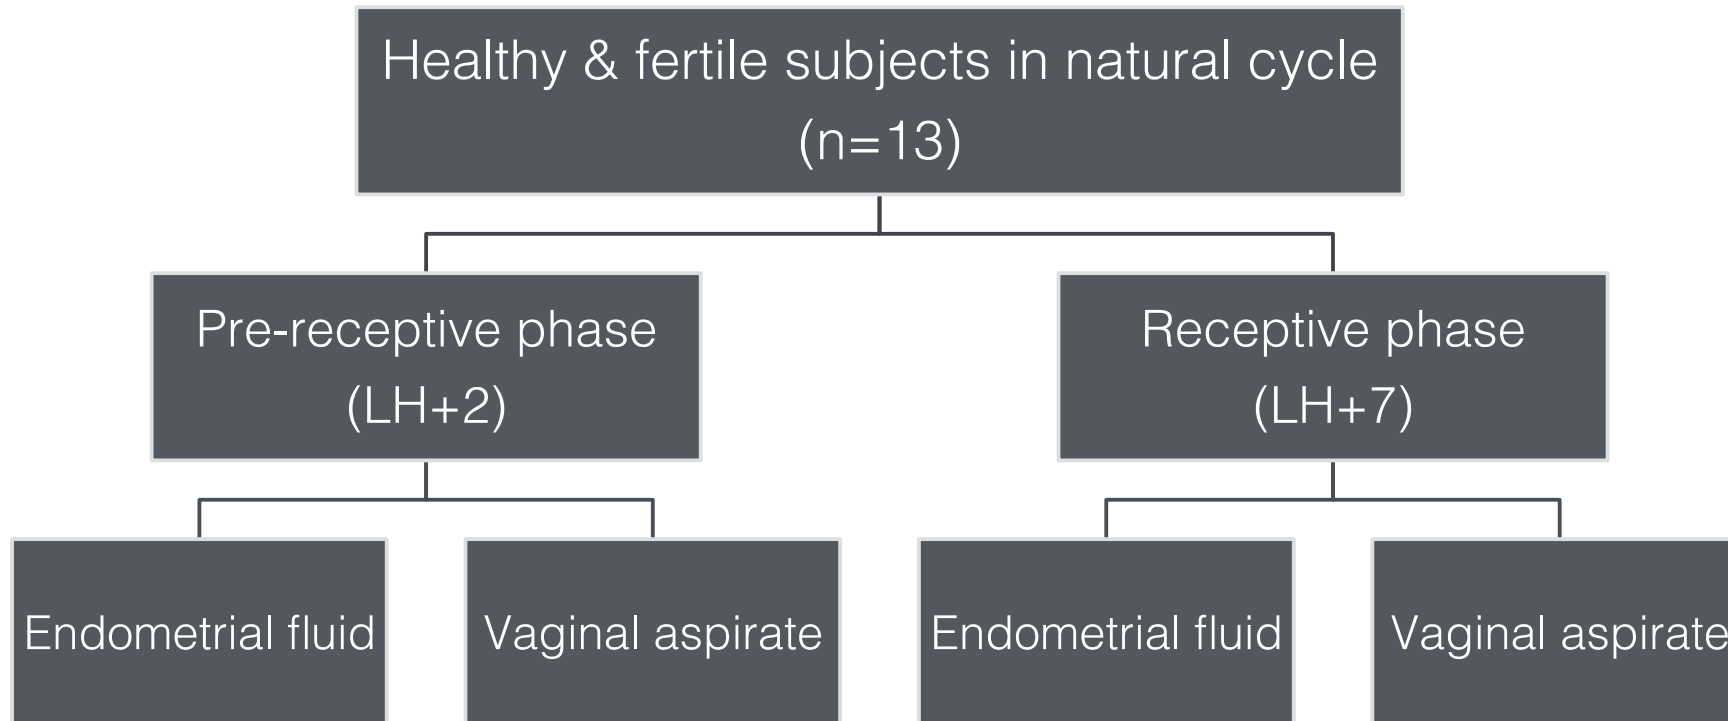 Healthy & fertile subjects in natural cycle
(n=13)
Pre-receptive phase
(LH+2)
Receptive phase
(LH+7)
Endometrial fluid
Vaginal aspirate
Endometrial fluid
Vaginal aspirate